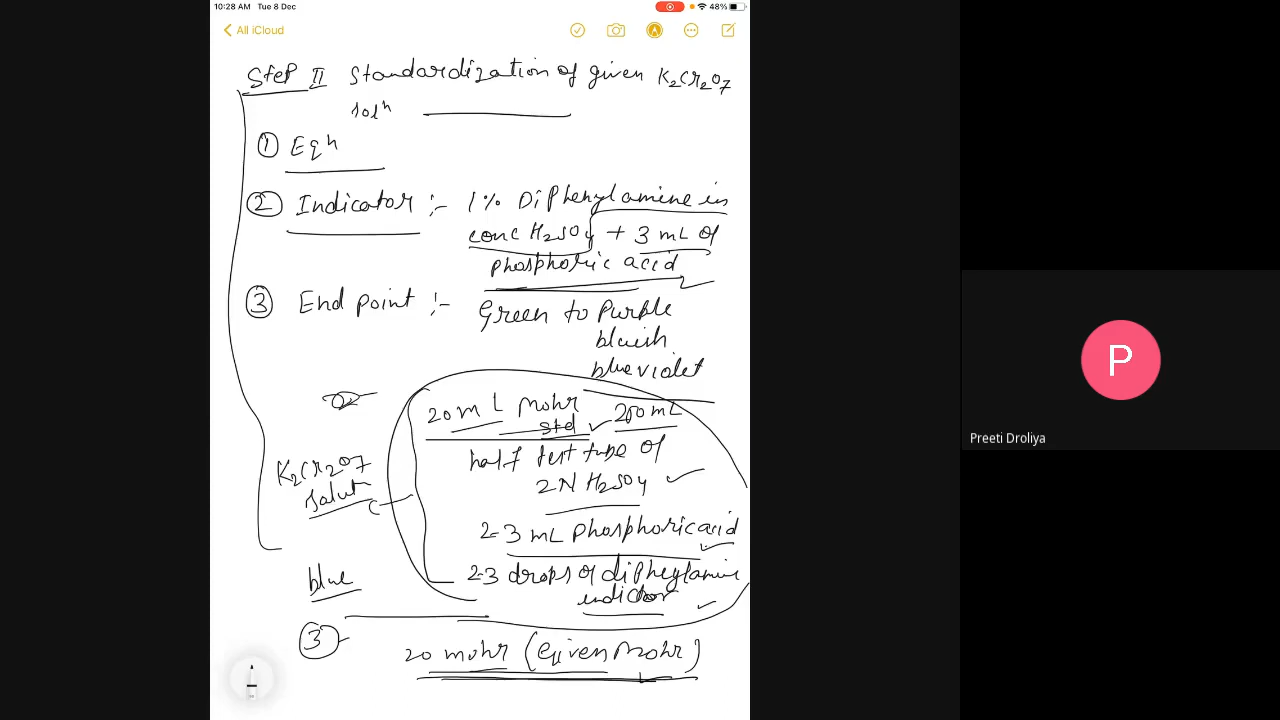 10:28 AM Tue 8 Dec
48%
All iCloud
Step II Standardization of given K2Cr2O7
solⁿ
① Eqⁿ
② Indicator :- 1% Diphenylamine in
conc H2SO4 + 3 mL of
phosphoric acid
③ End point :- Green to Purple
bluish
blue violet
20 mL Mohr 250 mL
std
half test tube of
2N H2SO4
K2Cr2O7
2-3 mL phosphoric acid
2-3 drops of
blue
③
20 mohr (Given Mohr)
P
Preeti Droliya